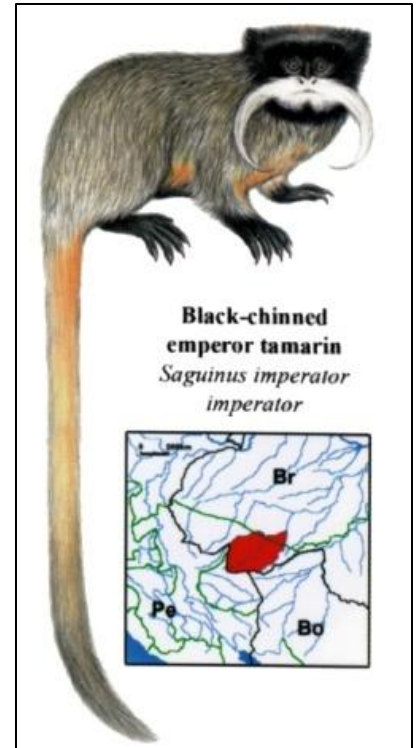 Black-chinned
emperor tamarin
Saguinus imperator
imperator
Br
Pe
Bo